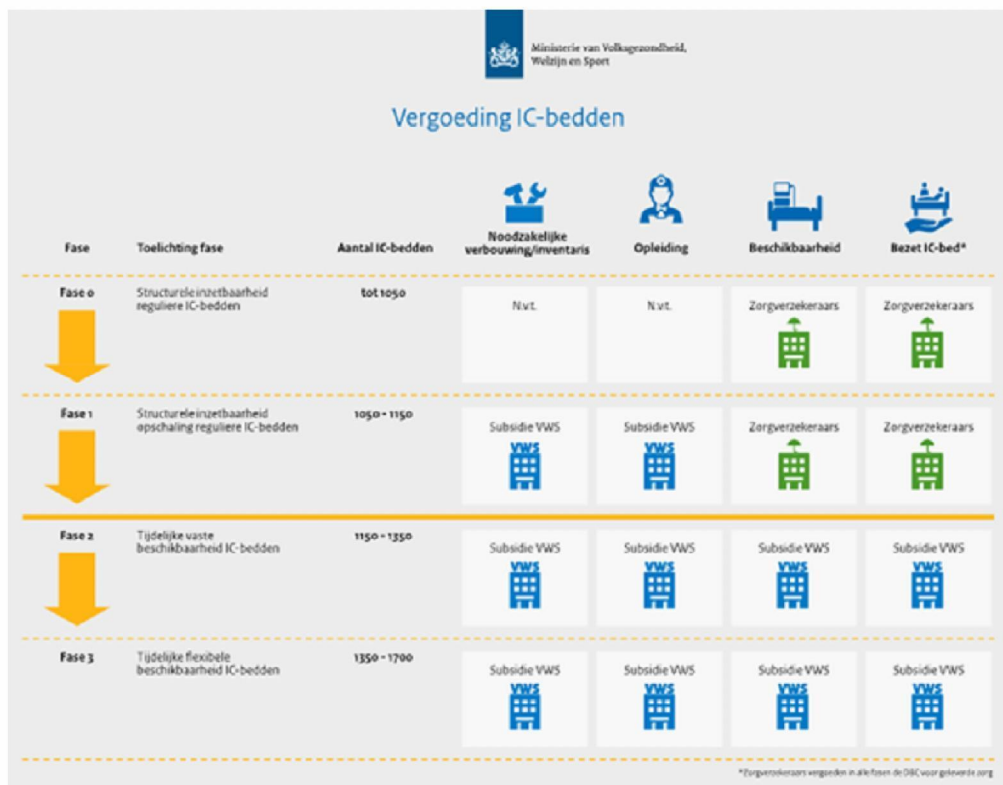 Ministerie van Volksgezondheid,
Welzijn en Sport
Vergoeding IC-bedden
Fase
Toelichting fase
Aantal IC-bedden
Noodzakelijke
verbouwing/inventaris
Opleiding
Beschikbaarheid
Bezet IC-bed*
Fase 0
Structurele inzetbaarheid
reguliere IC-bedden
tot 1050
N.v.t.
N.v.t.
Zorgverzekeraars
Zorgverzekeraars
Fase 1
Structurele inzetbaarheid
opschaling reguliere IC-bedden
1050 - 1150
Subsidie VWS
VWS
Subsidie VWS
VWS
Zorgverzekeraars
Zorgverzekeraars
Fase 2
Tijdelijke vaste
beschikbaarheid IC-bedden
1150 - 1350
Subsidie VWS
VWS
Subsidie VWS
VWS
Subsidie VWS
VWS
Subsidie VWS
VWS
Fase 3
Tijdelijke flexibele
beschikbaarheid IC-bedden
1350 - 1700
Subsidie VWS
VWS
Subsidie VWS
VWS
Subsidie VWS
VWS
Subsidie VWS
VWS
*Zorgverzekeraars vergoeden in alle fasen de DBC voor geleverde zorg